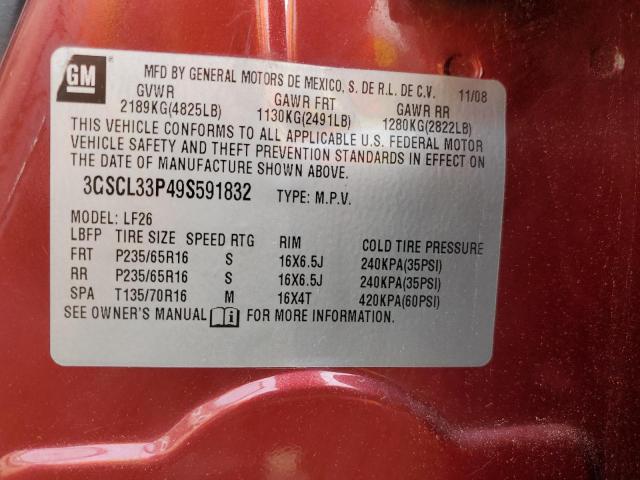 GM
MFD BY GENERAL MOTORS DE MEXICO, S. DE R.L. DE C.V. 11/08
GVWR GAWR FRT GAWR RR
2189KG(4825LB) 1130KG(2491LB) 1280KG(2822LB)
THIS VEHICLE CONFORMS TO ALL APPLICABLE U.S. FEDERAL MOTOR
VEHICLE SAFETY AND THEFT PREVENTION STANDARDS IN EFFECT ON
THE DATE OF MANUFACTURE SHOWN ABOVE.
3GSCL33P49S591832 TYPE: M.P.V.
MODEL: LF26
LBFP TIRE SIZE SPEED RTG RIM COLD TIRE PRESSURE
FRT P235/65R16 S 16X6.5J 240KPA(35PSI)
RR P235/65R16 S 16X6.5J 240KPA(35PSI)
SPA T135/70R16 M 16X4T 420KPA(60PSI)
SEE OWNER'S MANUAL i FOR MORE INFORMATION.